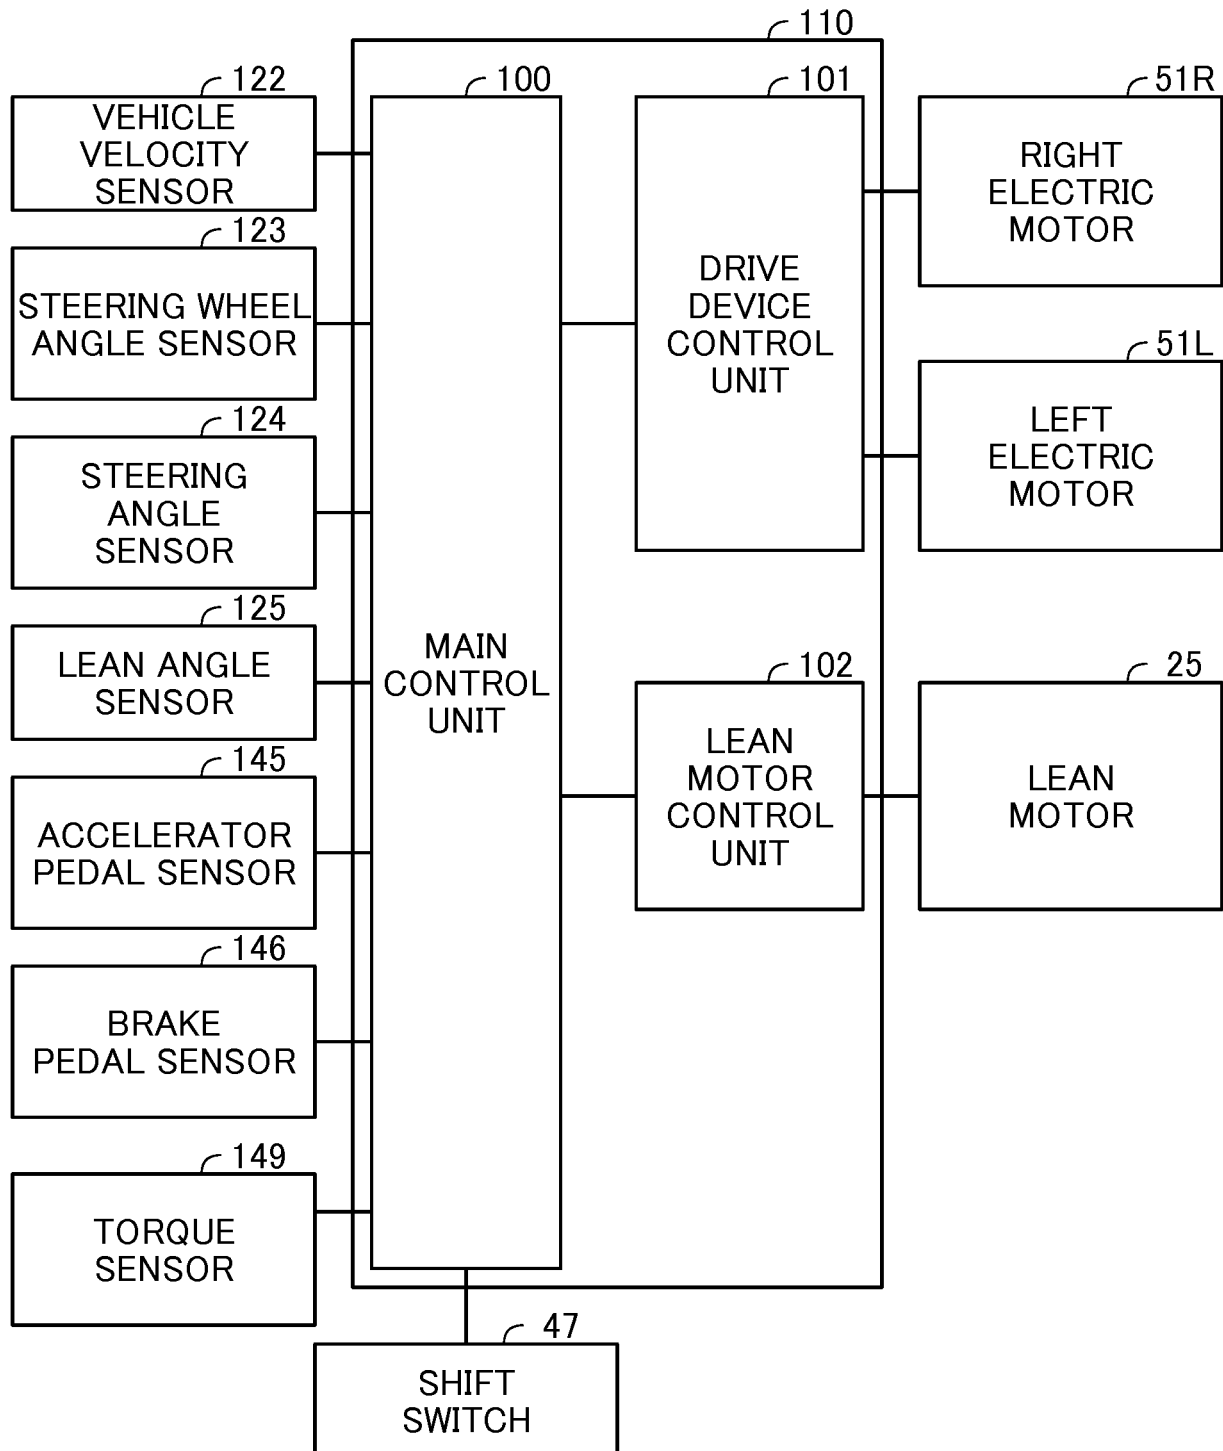 110
122
VEHICLE
VELOCITY
SENSOR
123
STEERING WHEEL
ANGLE SENSOR
124
STEERING
ANGLE
SENSOR
125
LEAN ANGLE
SENSOR
145
ACCELERATOR
PEDAL SENSOR
146
BRAKE
PEDAL SENSOR
149
TORQUE
SENSOR
100
MAIN
CONTROL
UNIT
47
SHIFT
SWITCH
101
DRIVE
DEVICE
CONTROL
UNIT
102
LEAN
MOTOR
CONTROL
UNIT
51R
RIGHT
ELECTRIC
MOTOR
51L
LEFT
ELECTRIC
MOTOR
25
LEAN
MOTOR